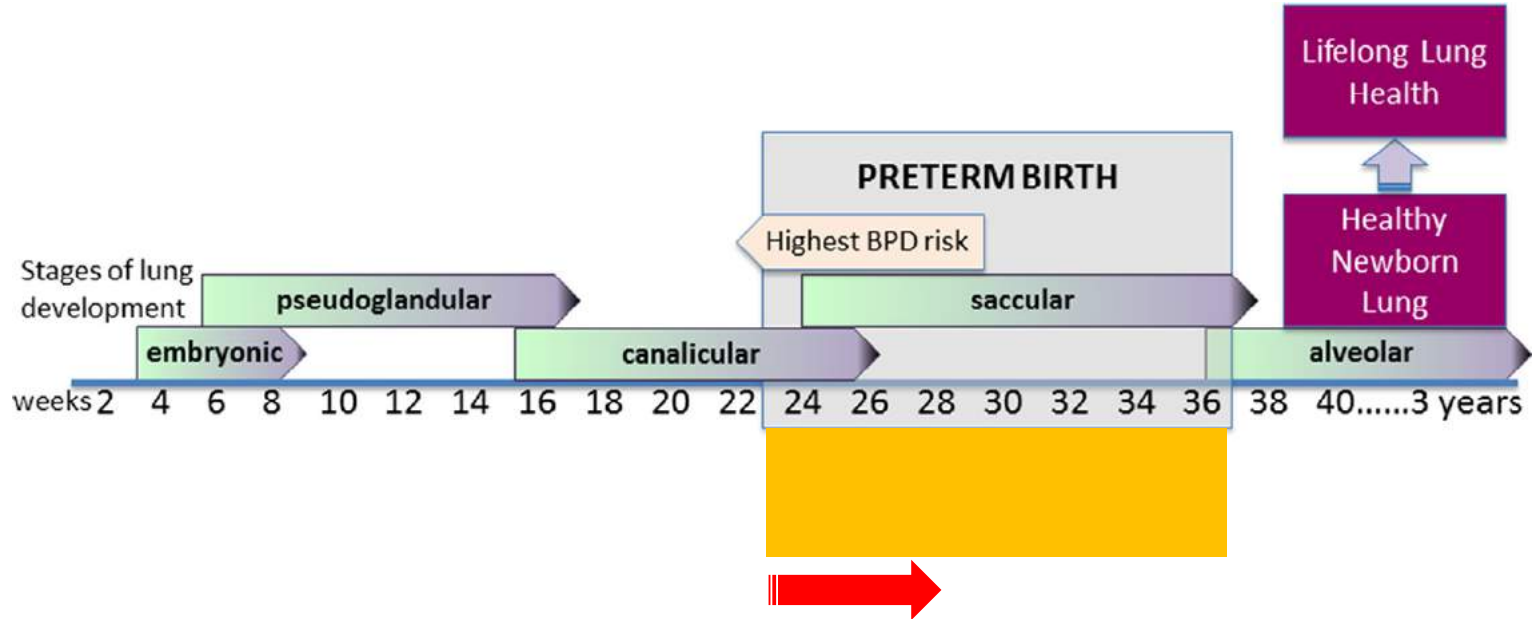 Lifelong Lung
Health
PRETERM BIRTH
Healthy
Newborn
Lung
Highest BPD risk
Stages of lung
development
pseudoglandular
saccular
embryonic
canalicular
alveolar
weeks 2 4 6 8 10 12 14 16 18 20 22 24 26 28 30 32 34 36 38 40......3 years